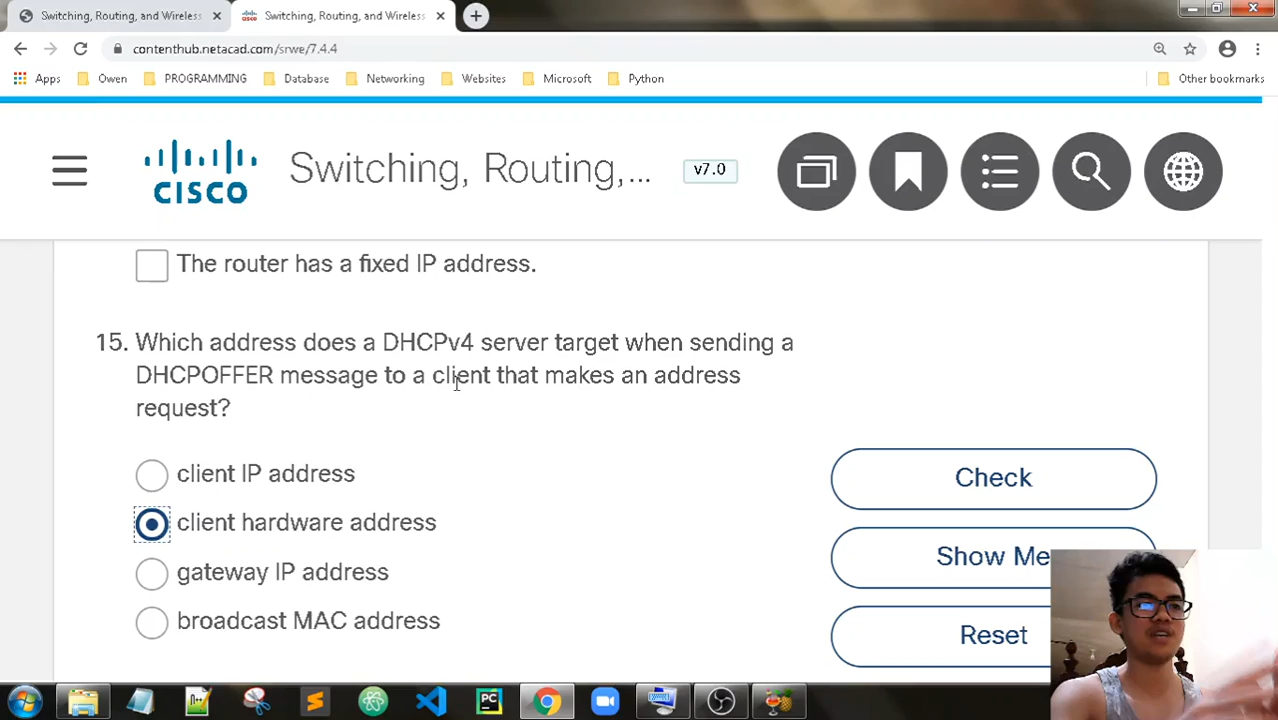 Switching, Routing, and Wireless
Switching, Routing, and Wireless
contenthub.netacad.com/srwe/7.4.4
Apps Owen PROGRAMMING Database Networking Websites Microsoft Python Other bookmarks
CISCO
Switching, Routing,... v7.0
The router has a fixed IP address.
15. Which address does a DHCPv4 server target when sending a
DHCPOFFER message to a client that makes an address
request?
client IP address
client hardware address
gateway IP address
broadcast MAC address
Check
Show Me
Reset
PC